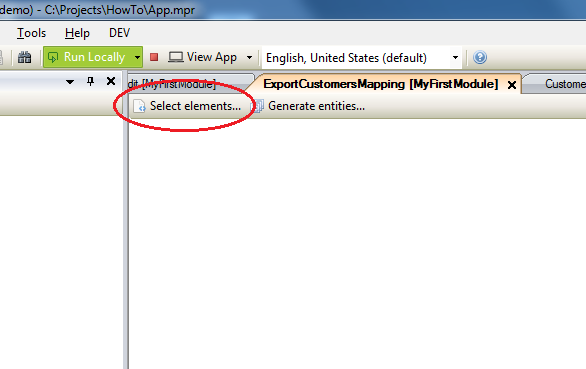 demo) - C:\Projects\HowTo\App.mpr
Tools Help DEV
Run Locally View App English, United States (default)
dit [MyFirstModule] ExportCustomersMapping [MyFirstModule] Custome
Select elements... Generate entities...